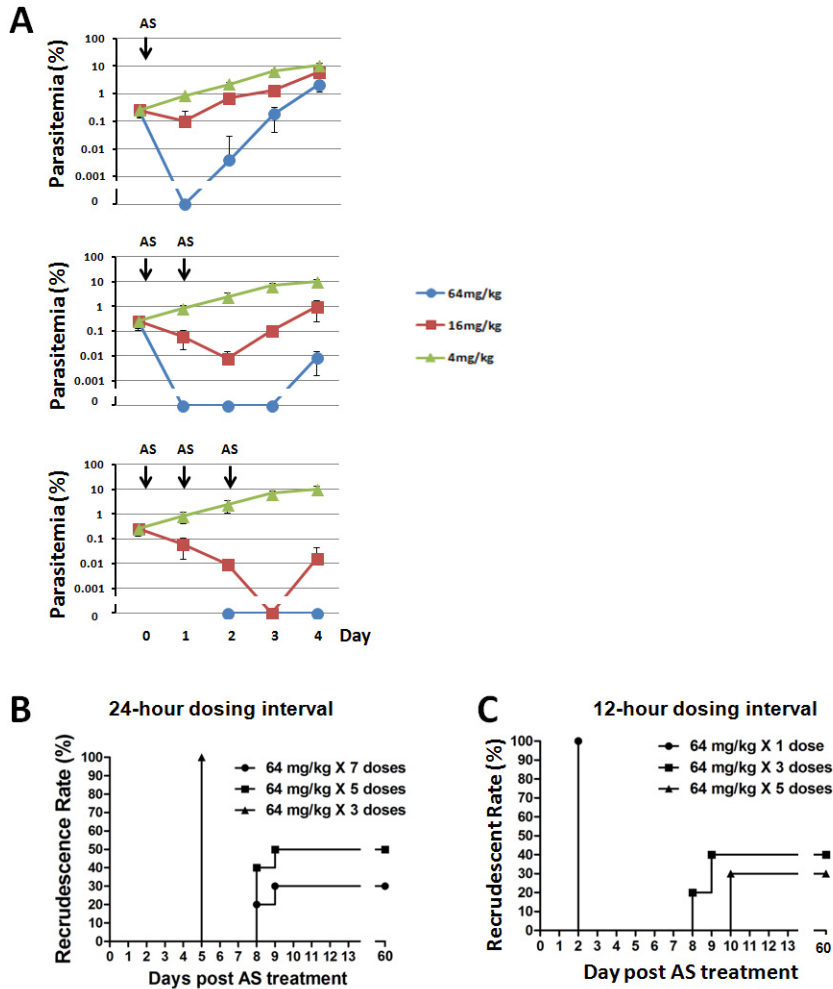 A
AS
100
10
1
0.1
0.01
0.001
0
Parasitemia (%)
AS AS
100
10
1
0.1
0.01
0.001
0
Parasitemia (%)
64mg/kg
16mg/kg
4mg/kg
AS AS AS
100
10
1
0.1
0.01
0.001
0
Parasitemia (%)
0 1 2 3 4 Day
B 24-hour dosing interval
Recrudescence Rate (%)
100
90
80
70
60
50
40
30
20
10
0
64 mg/kg X 7 doses
64 mg/kg X 5 doses
64 mg/kg X 3 doses
0 1 2 3 4 5 6 7 8 9 10 11 12 13 60
Days post AS treatment
C 12-hour dosing interval
Recrudescent Rate (%)
100
90
80
70
60
50
40
30
20
10
0
64 mg/kg X 1 dose
64 mg/kg X 3 doses
64 mg/kg X 5 doses
0 1 2 3 4 5 6 7 8 9 10 11 12 13 60
Day post AS treatment